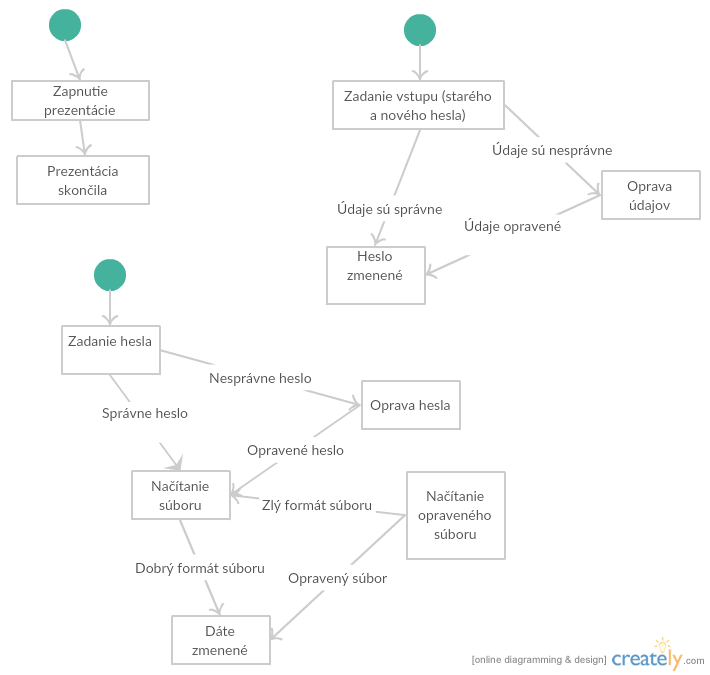 Zapnutie
prezentácie
Prezentácia
skončila
Zadanie vstupu (starého
a nového hesla)
Údaje sú nesprávne
Oprava
údajov
Údaje sú správne
Údaje opravené
Heslo
zmenené
Zadanie hesla
Nesprávne heslo
Oprava hesla
Správne heslo
Opravené heslo
Načítanie
súboru
Zlý formát súboru
Načítanie
opraveného
súboru
Dobrý formát súboru
Opravený súbor
Dáte
zmenené
[online diagramming & design] creately.com